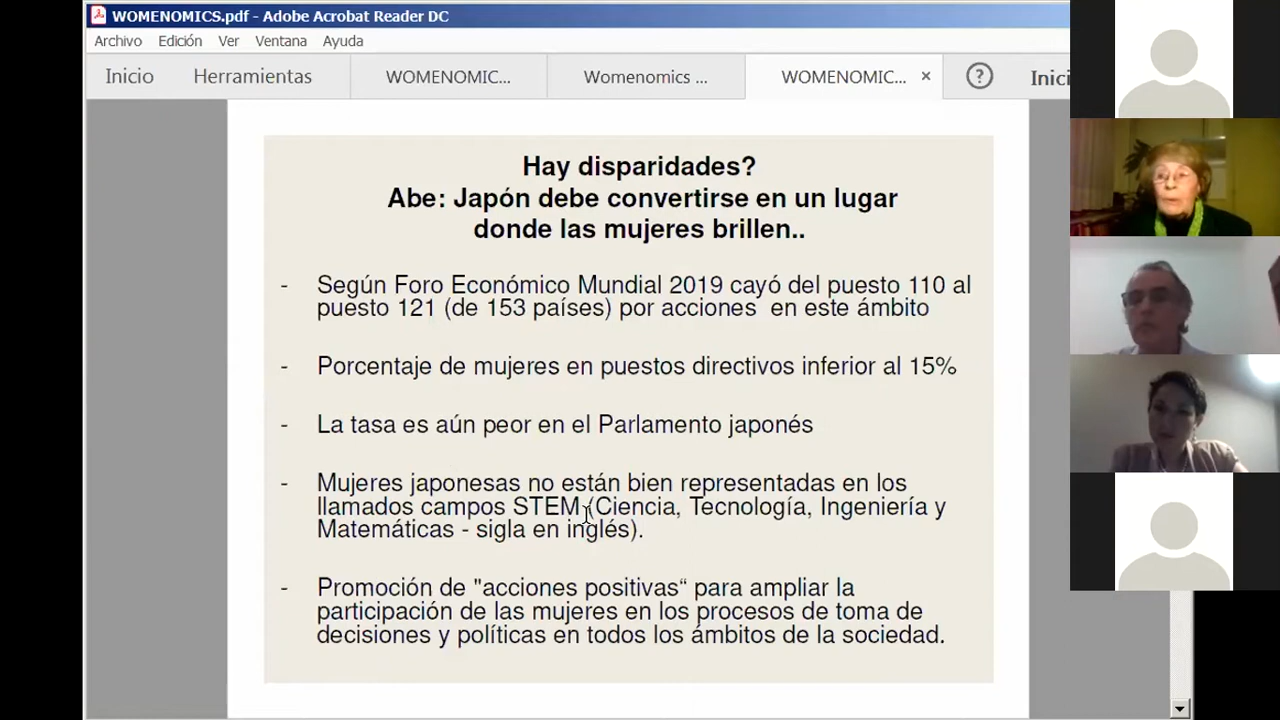 WOMENOMICS.pdf - Adobe Acrobat Reader DC
Archivo Edición Ver Ventana Ayuda
Inicio Herramientas WOMENOMIC... Womenomics ... WOMENOMIC... × ? Inici
Hay disparidades?
Abe: Japón debe convertirse en un lugar
donde las mujeres brillen..
- Según Foro Económico Mundial 2019 cayó del puesto 110 al
puesto 121 (de 153 países) por acciones en este ámbito
- Porcentaje de mujeres en puestos directivos inferior al 15%
- La tasa es aún peor en el Parlamento japonés
- Mujeres japonesas no están bien representadas en los
llamados campos STEM (Ciencia, Tecnología, Ingeniería y
Matemáticas - sigla en inglés).
- Promoción de "acciones positivas“ para ampliar la
participación de las mujeres en los procesos de toma de
decisiones y políticas en todos los ámbitos de la sociedad.